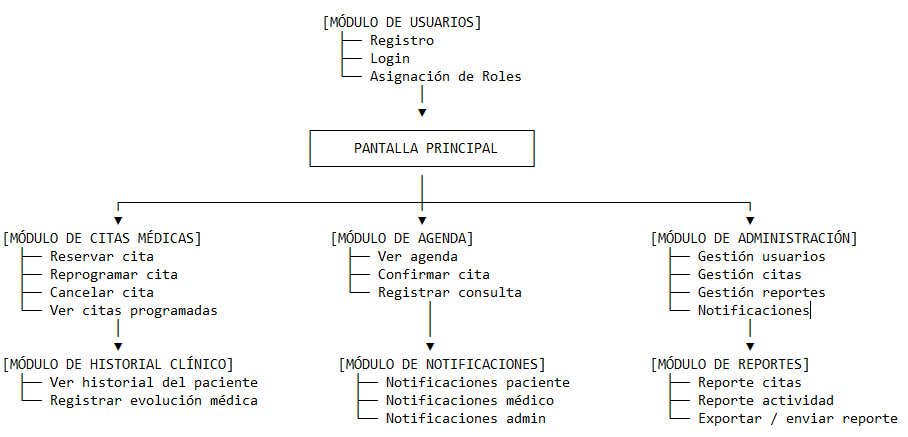 [MÓDULO DE USUARIOS]
Registro
Login
Asignación de Roles
PANTALLA PRINCIPAL
[MÓDULO DE CITAS MÉDICAS]
Reservar cita
Reprogramar cita
Cancelar cita
Ver citas programadas
[MÓDULO DE AGENDA]
Ver agenda
Confirmar cita
Registrar consulta
[MÓDULO DE ADMINISTRACIÓN]
Gestión usuarios
Gestión citas
Gestión reportes
Notificaciones
[MÓDULO DE HISTORIAL CLÍNICO]
Ver historial del paciente
Registrar evolución médica
[MÓDULO DE NOTIFICACIONES]
Notificaciones paciente
Notificaciones médico
Notificaciones admin
[MÓDULO DE REPORTES]
Reporte citas
Reporte actividad
Exportar / enviar reporte